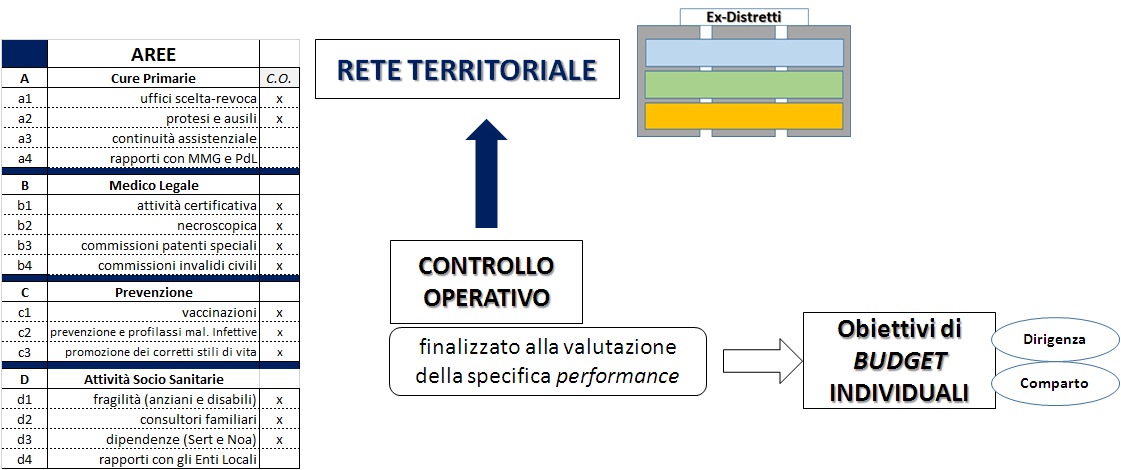 AREE
A Cure Primarie C.O.
a1 uffici scelta-revoca x
a2 protesi e ausili x
a3 continuità assistenziale
a4 rapporti con MMG e PdL
B Medico Legale
b1 attività certificativa x
b2 necroscopica x
b3 commissioni patenti speciali x
b4 commissioni invalidi civili x
C Prevenzione
c1 vaccinazioni x
c2 prevenzione e profilassi mal. Infettive x
c3 promozione dei corretti stili di vita x
D Attività Socio Sanitarie
d1 fragilità (anziani e disabili) x
d2 consultori familiari x
d3 dipendenze (Sert e Noa) x
d4 rapporti con gli Enti Locali
RETE TERRITORIALE
Ex-Distretti
CONTROLLO
OPERATIVO
finalizzato alla valutazione
della specifica performance
Obiettivi di
BUDGET
INDIVIDUALI
Dirigenza
Comparto